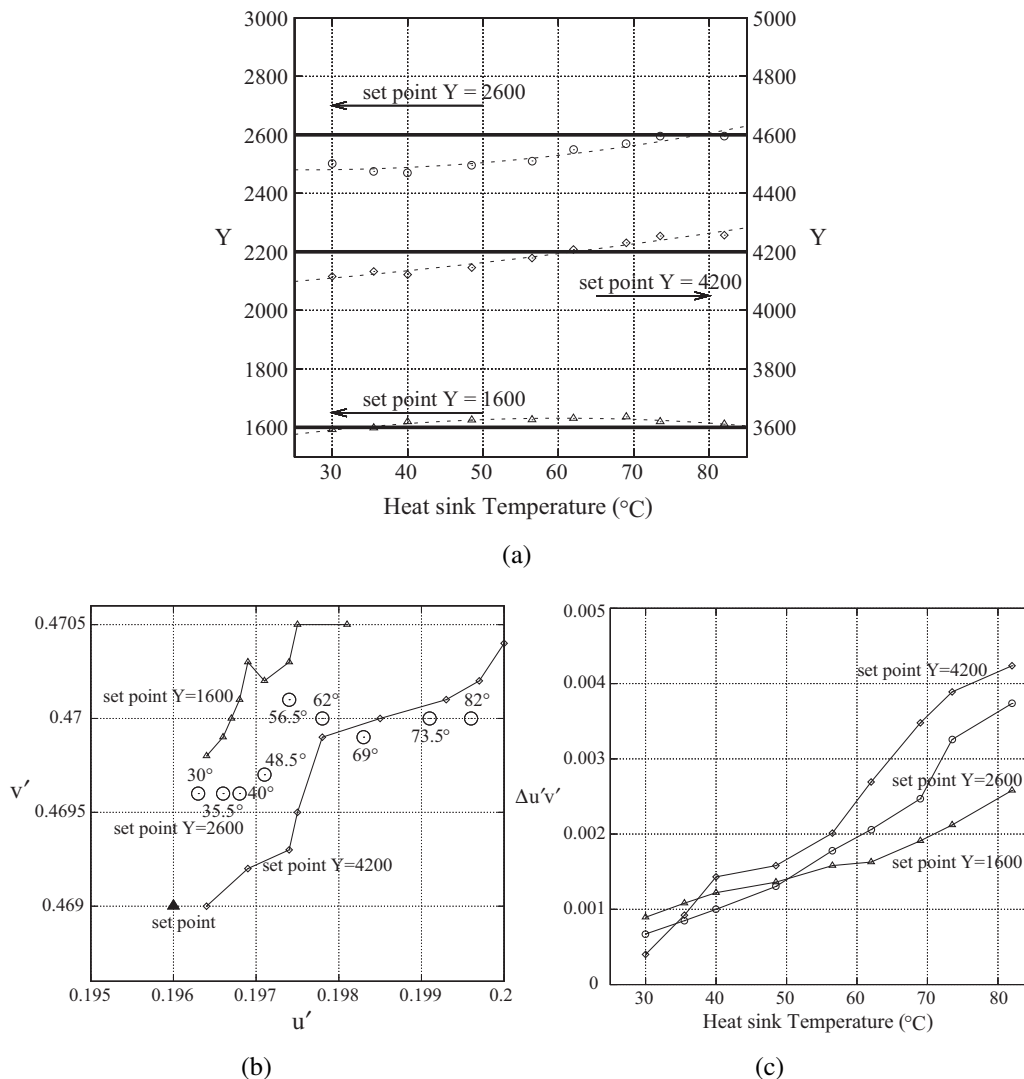 3000 5000
2800 4800
set point Y = 2600
2600 4600
2400 4400
Y 2200 4200 Y
set point Y = 4200
2000 4000
1800 3800
set point Y = 1600
1600 3600
30 40 50 60 70 80
Heat sink Temperature (°C)
(a)
v′
0.4705
0.47
0.4695
0.469
set point Y=1600
56.5°
62°
82°
73.5°
69°
48.5°
30°
40°
35.5°
set point Y=2600
set point Y=4200
set point
0.195 0.196 0.197 0.198 0.199 0.2
u′
(b)
0.005
0.004
0.003
Δu′v′
0.002
0.001
0
set point Y=4200
set point Y=2600
set point Y=1600
30 40 50 60 70 80
Heat sink Temperature (°C)
(c)